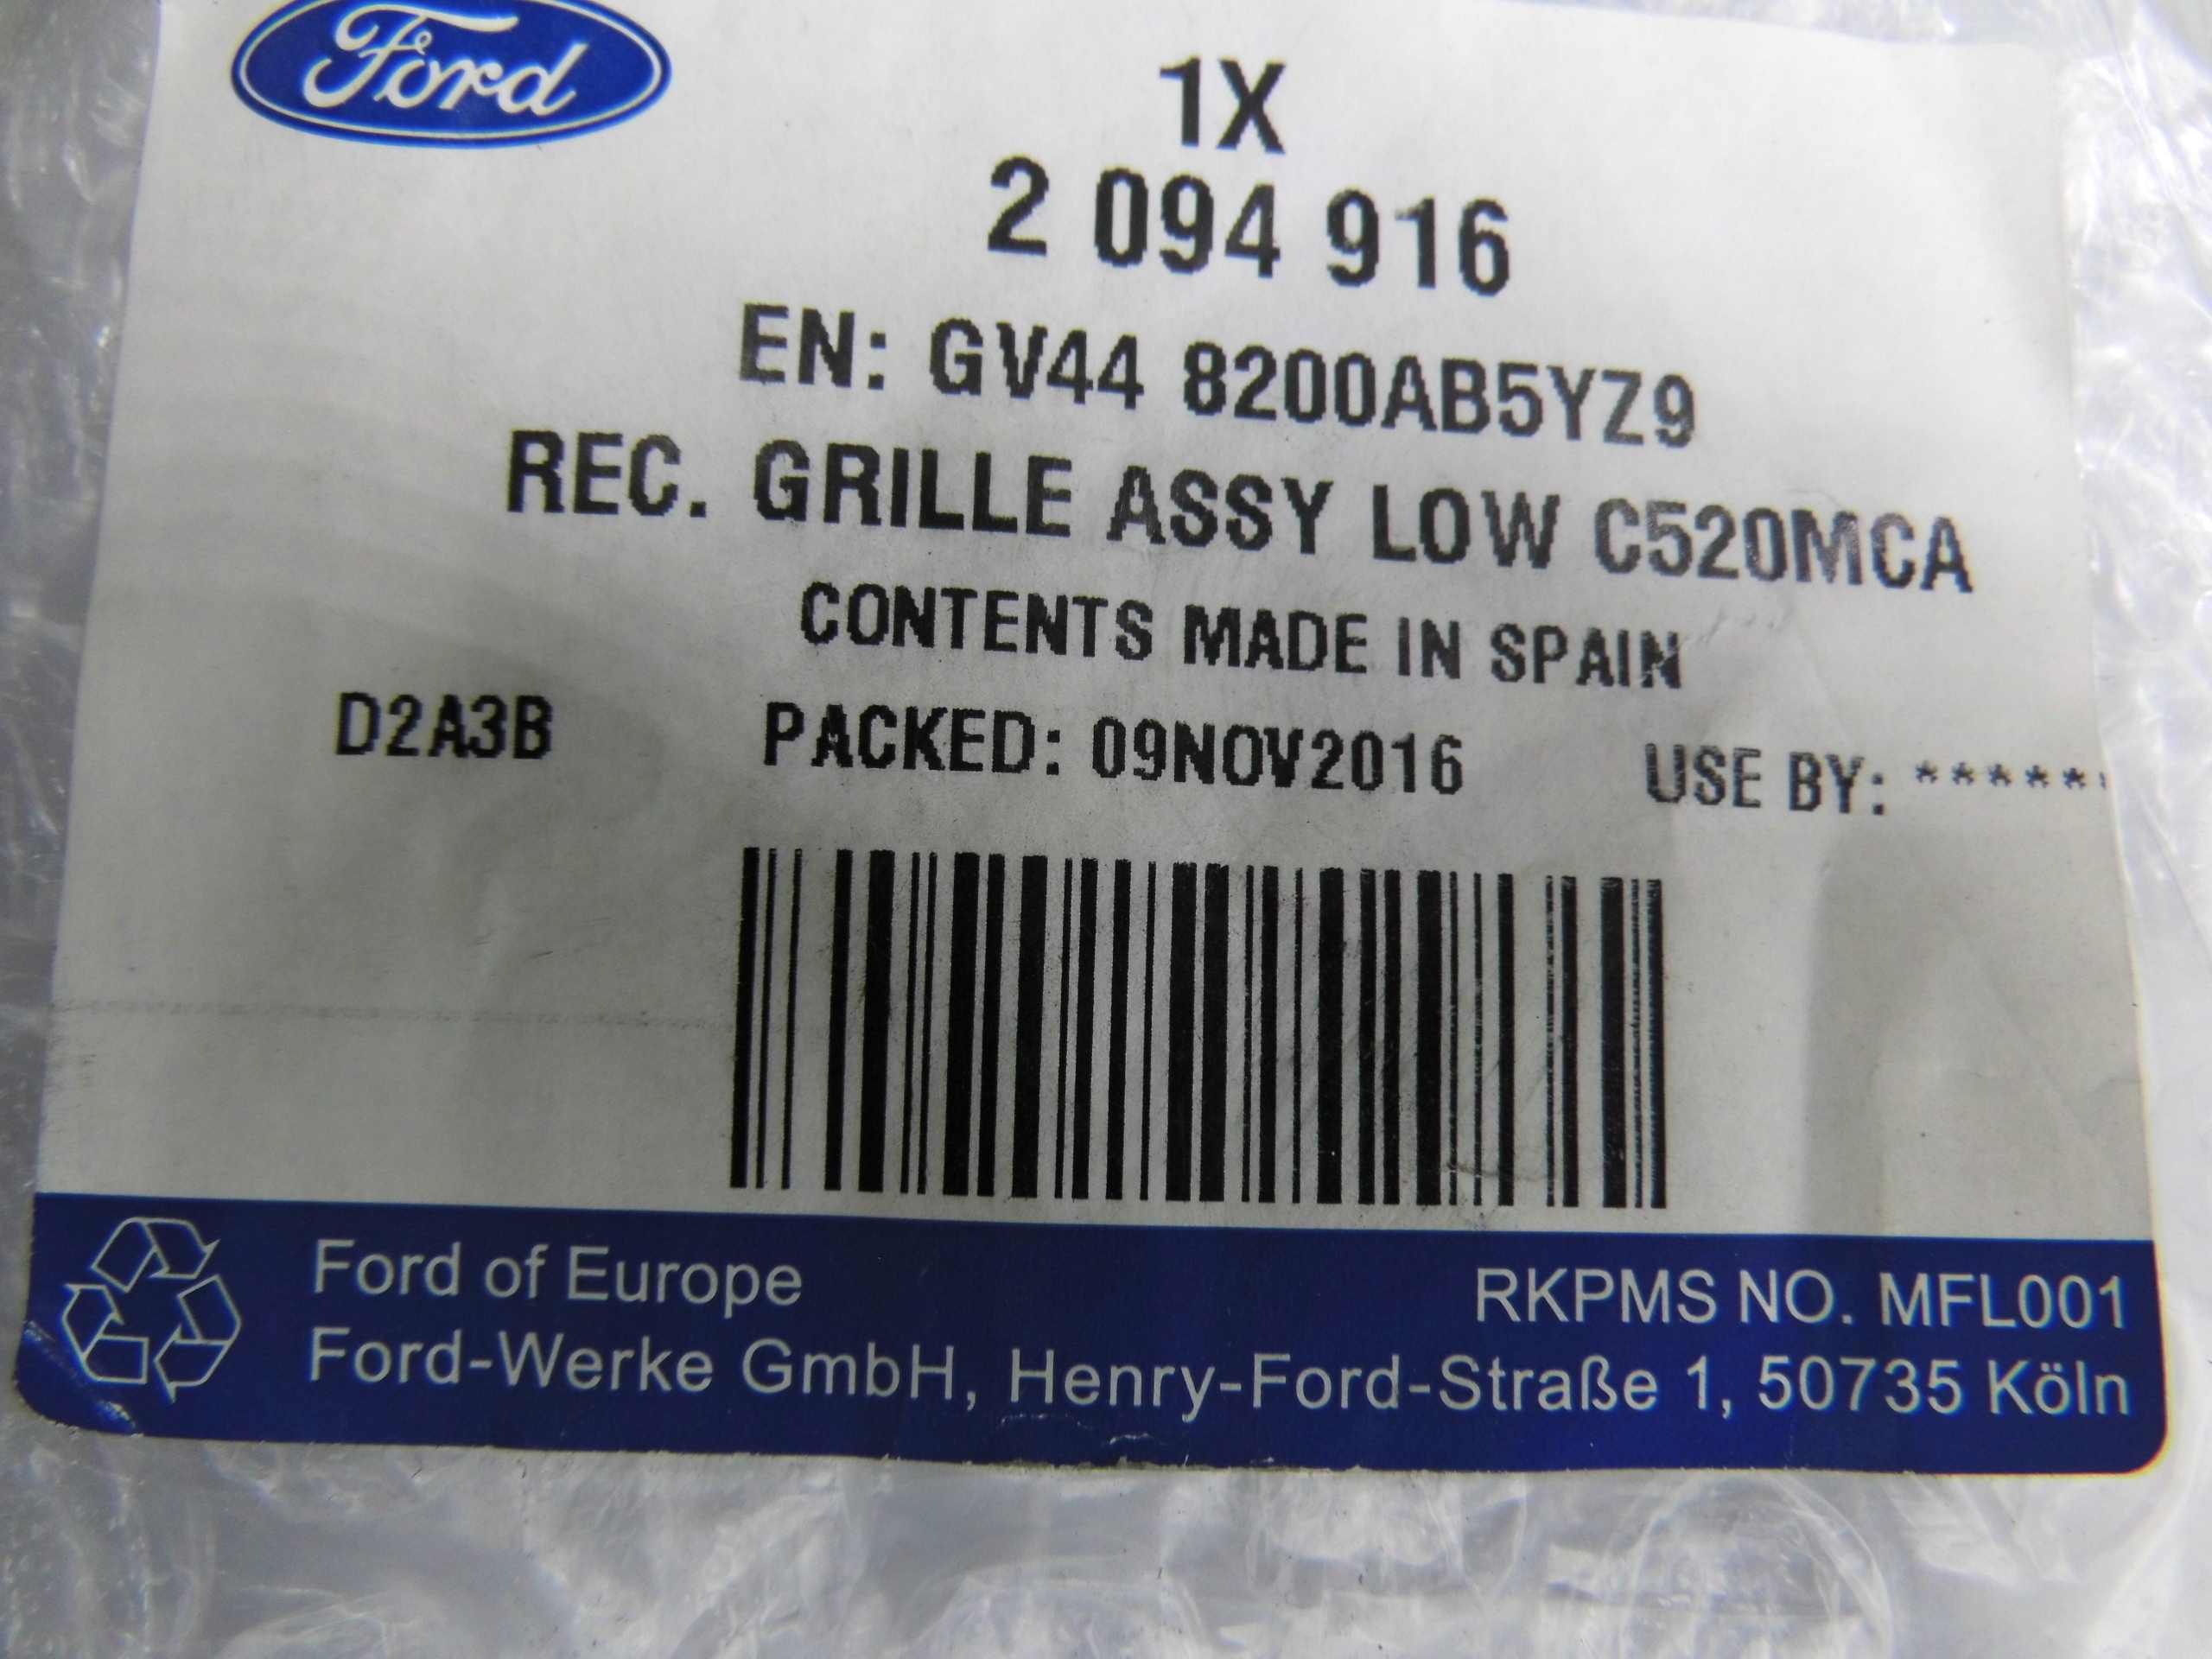 Ford
1X
2 094 916
EN: GV44 8200AB5YZ9
REC. GRILLE ASSY LOW C520MCA
CONTENTS MADE IN SPAIN
D2A3B PACKED: 09NOV2016 USE BY: ******
Ford of Europe RKPMS NO. MFL001
Ford-Werke GmbH, Henry-Ford-Straße 1, 50735 Köln